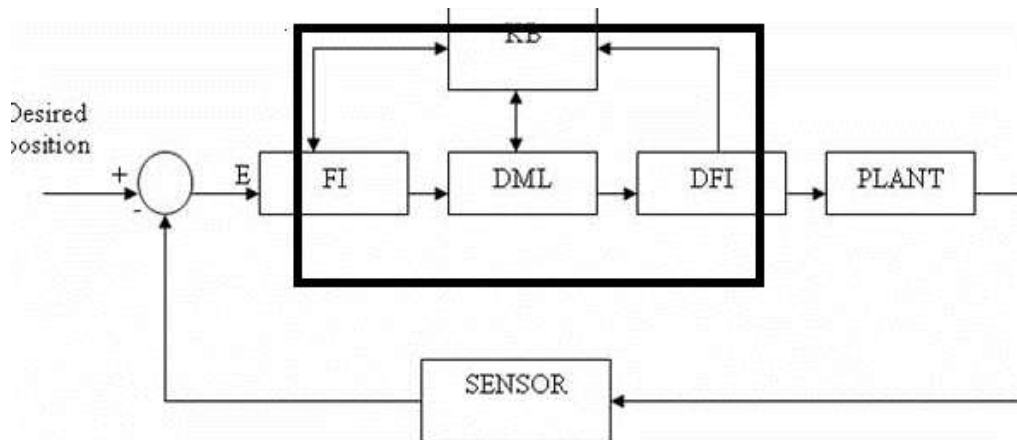 KB
Desired
position
+
-
E
FI
DML
DFI
PLANT
SENSOR